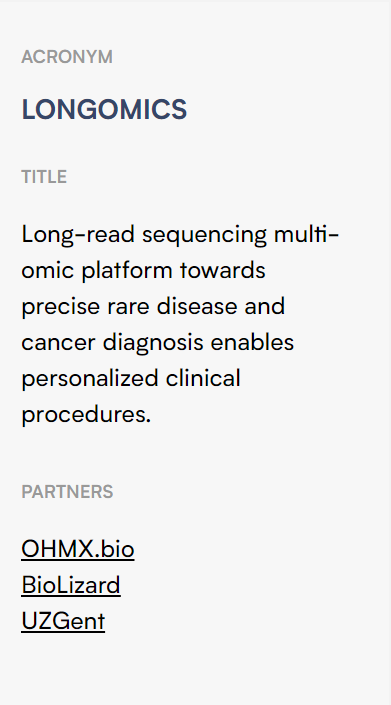 ACRONYM
LONGOMICS
TITLE
Long-read sequencing multi-
omic platform towards
precise rare disease and
cancer diagnosis enables
personalized clinical
procedures.
PARTNERS
OHMX.bio
BioLizard
UZGent